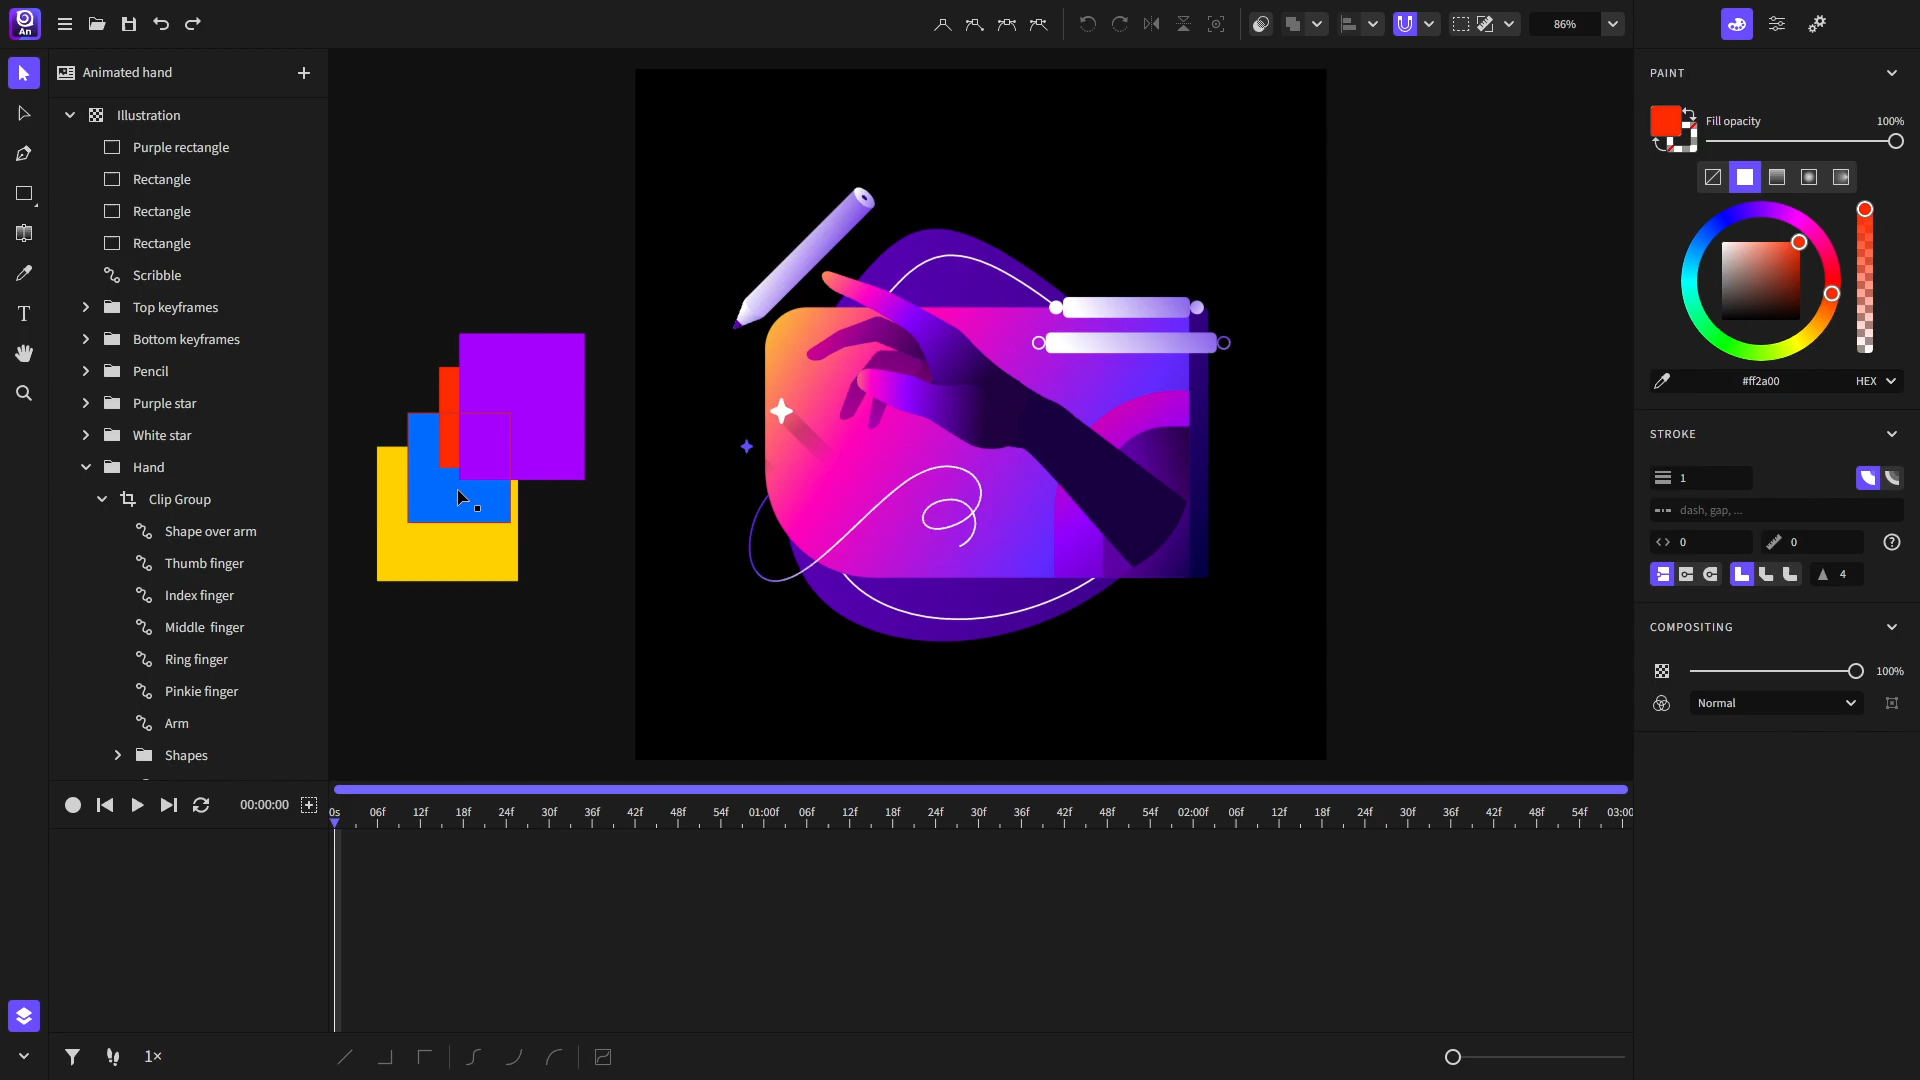 An
86%
Animated hand
PAINT
Illustration
Fill opacity
100%
Purple rectangle
Rectangle
Rectangle
Rectangle
Scribble
Top keyframes
Bottom keyframes
Pencil
#ff2a00
HEX
Purple star
White star
STROKE
Hand
1
Clip Group
dash, gap, ...
Shape over arm
0
0
Thumb finger
4
Index finger
Middle finger
COMPOSITING
Ring finger
100%
Pinkie finger
Normal
Arm
Shapes
00:00:00
0s 06f 12f 18f 24f 30f 36f 42f 48f 54f 01:00f 06f 12f 18f 24f 30f 36f 42f 48f 54f 02:00f 06f 12f 18f 24f 30f 36f 42f 48f 54f 03:00
1×